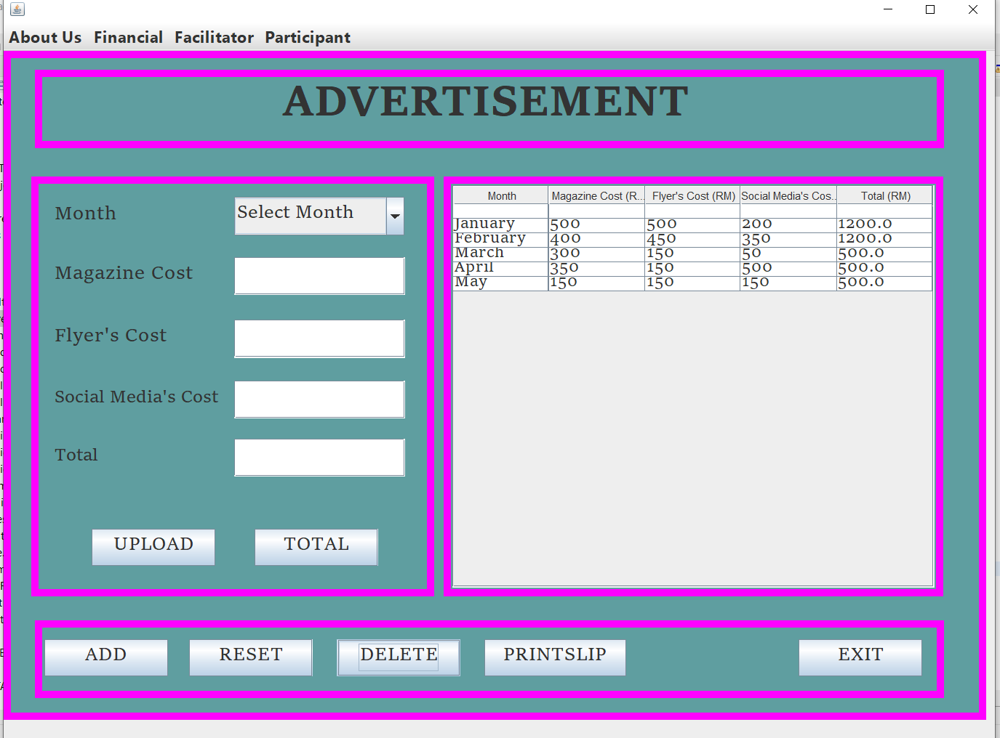 About Us Financial Facilitator Participant
ADVERTISEMENT
Month Select Month
Magazine Cost
Flyer's Cost
Social Media's Cost
Total
UPLOAD TOTAL
Month Magazine Cost (R... Flyer's Cost (RM) Social Media's Cos... Total (RM)
January 500 500 200 1200.0
February 400 450 350 1200.0
March 300 150 50 500.0
April 350 150 500 500.0
May 150 150 150 500.0
ADD RESET DELETE PRINTSLIP EXIT